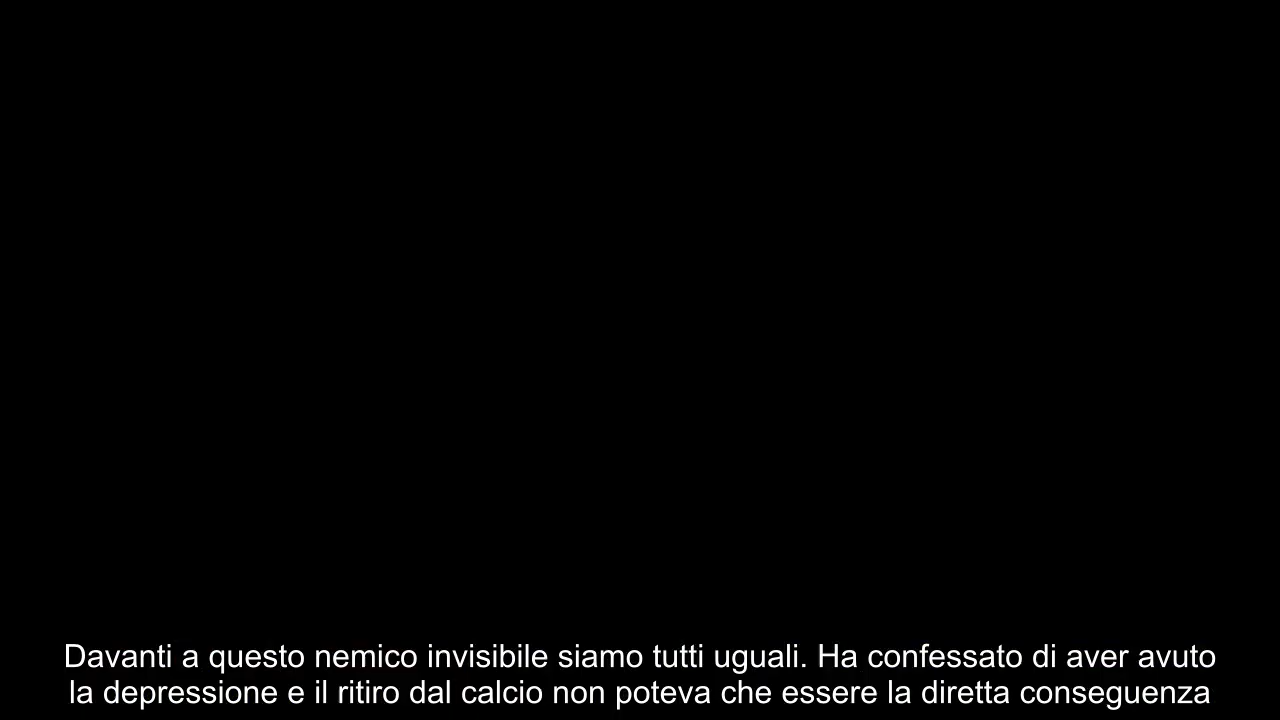 Davanti a questo nemico invisibile siamo tutti uguali. Ha confessato di aver avuto
la depressione e il ritiro dal calcio non poteva che essere la diretta conseguenza